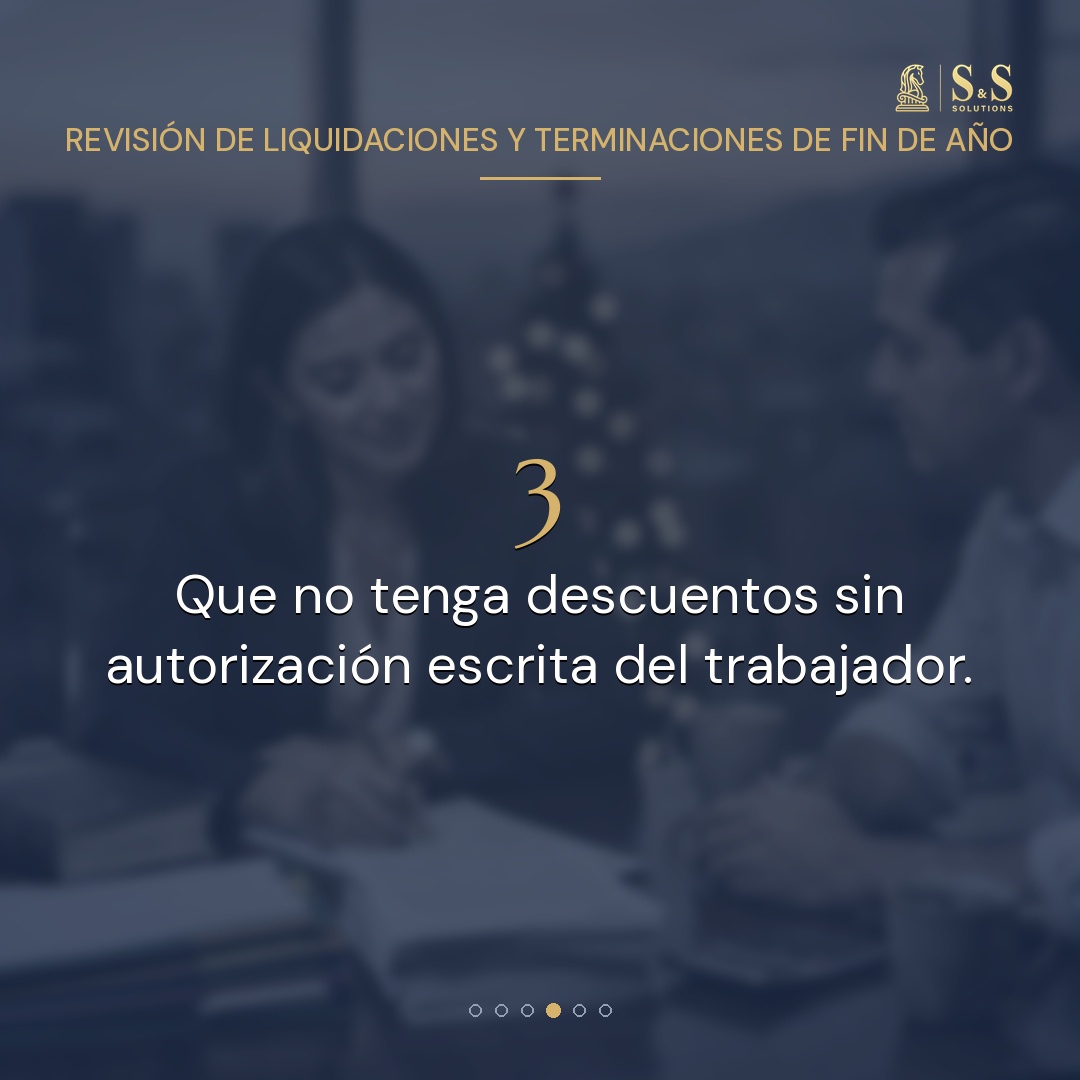 S&S
SOLUTIONS
REVISIÓN DE LIQUIDACIONES Y TERMINACIONES DE FIN DE AÑO
3
Que no tenga descuentos sin
autorización escrita del trabajador.